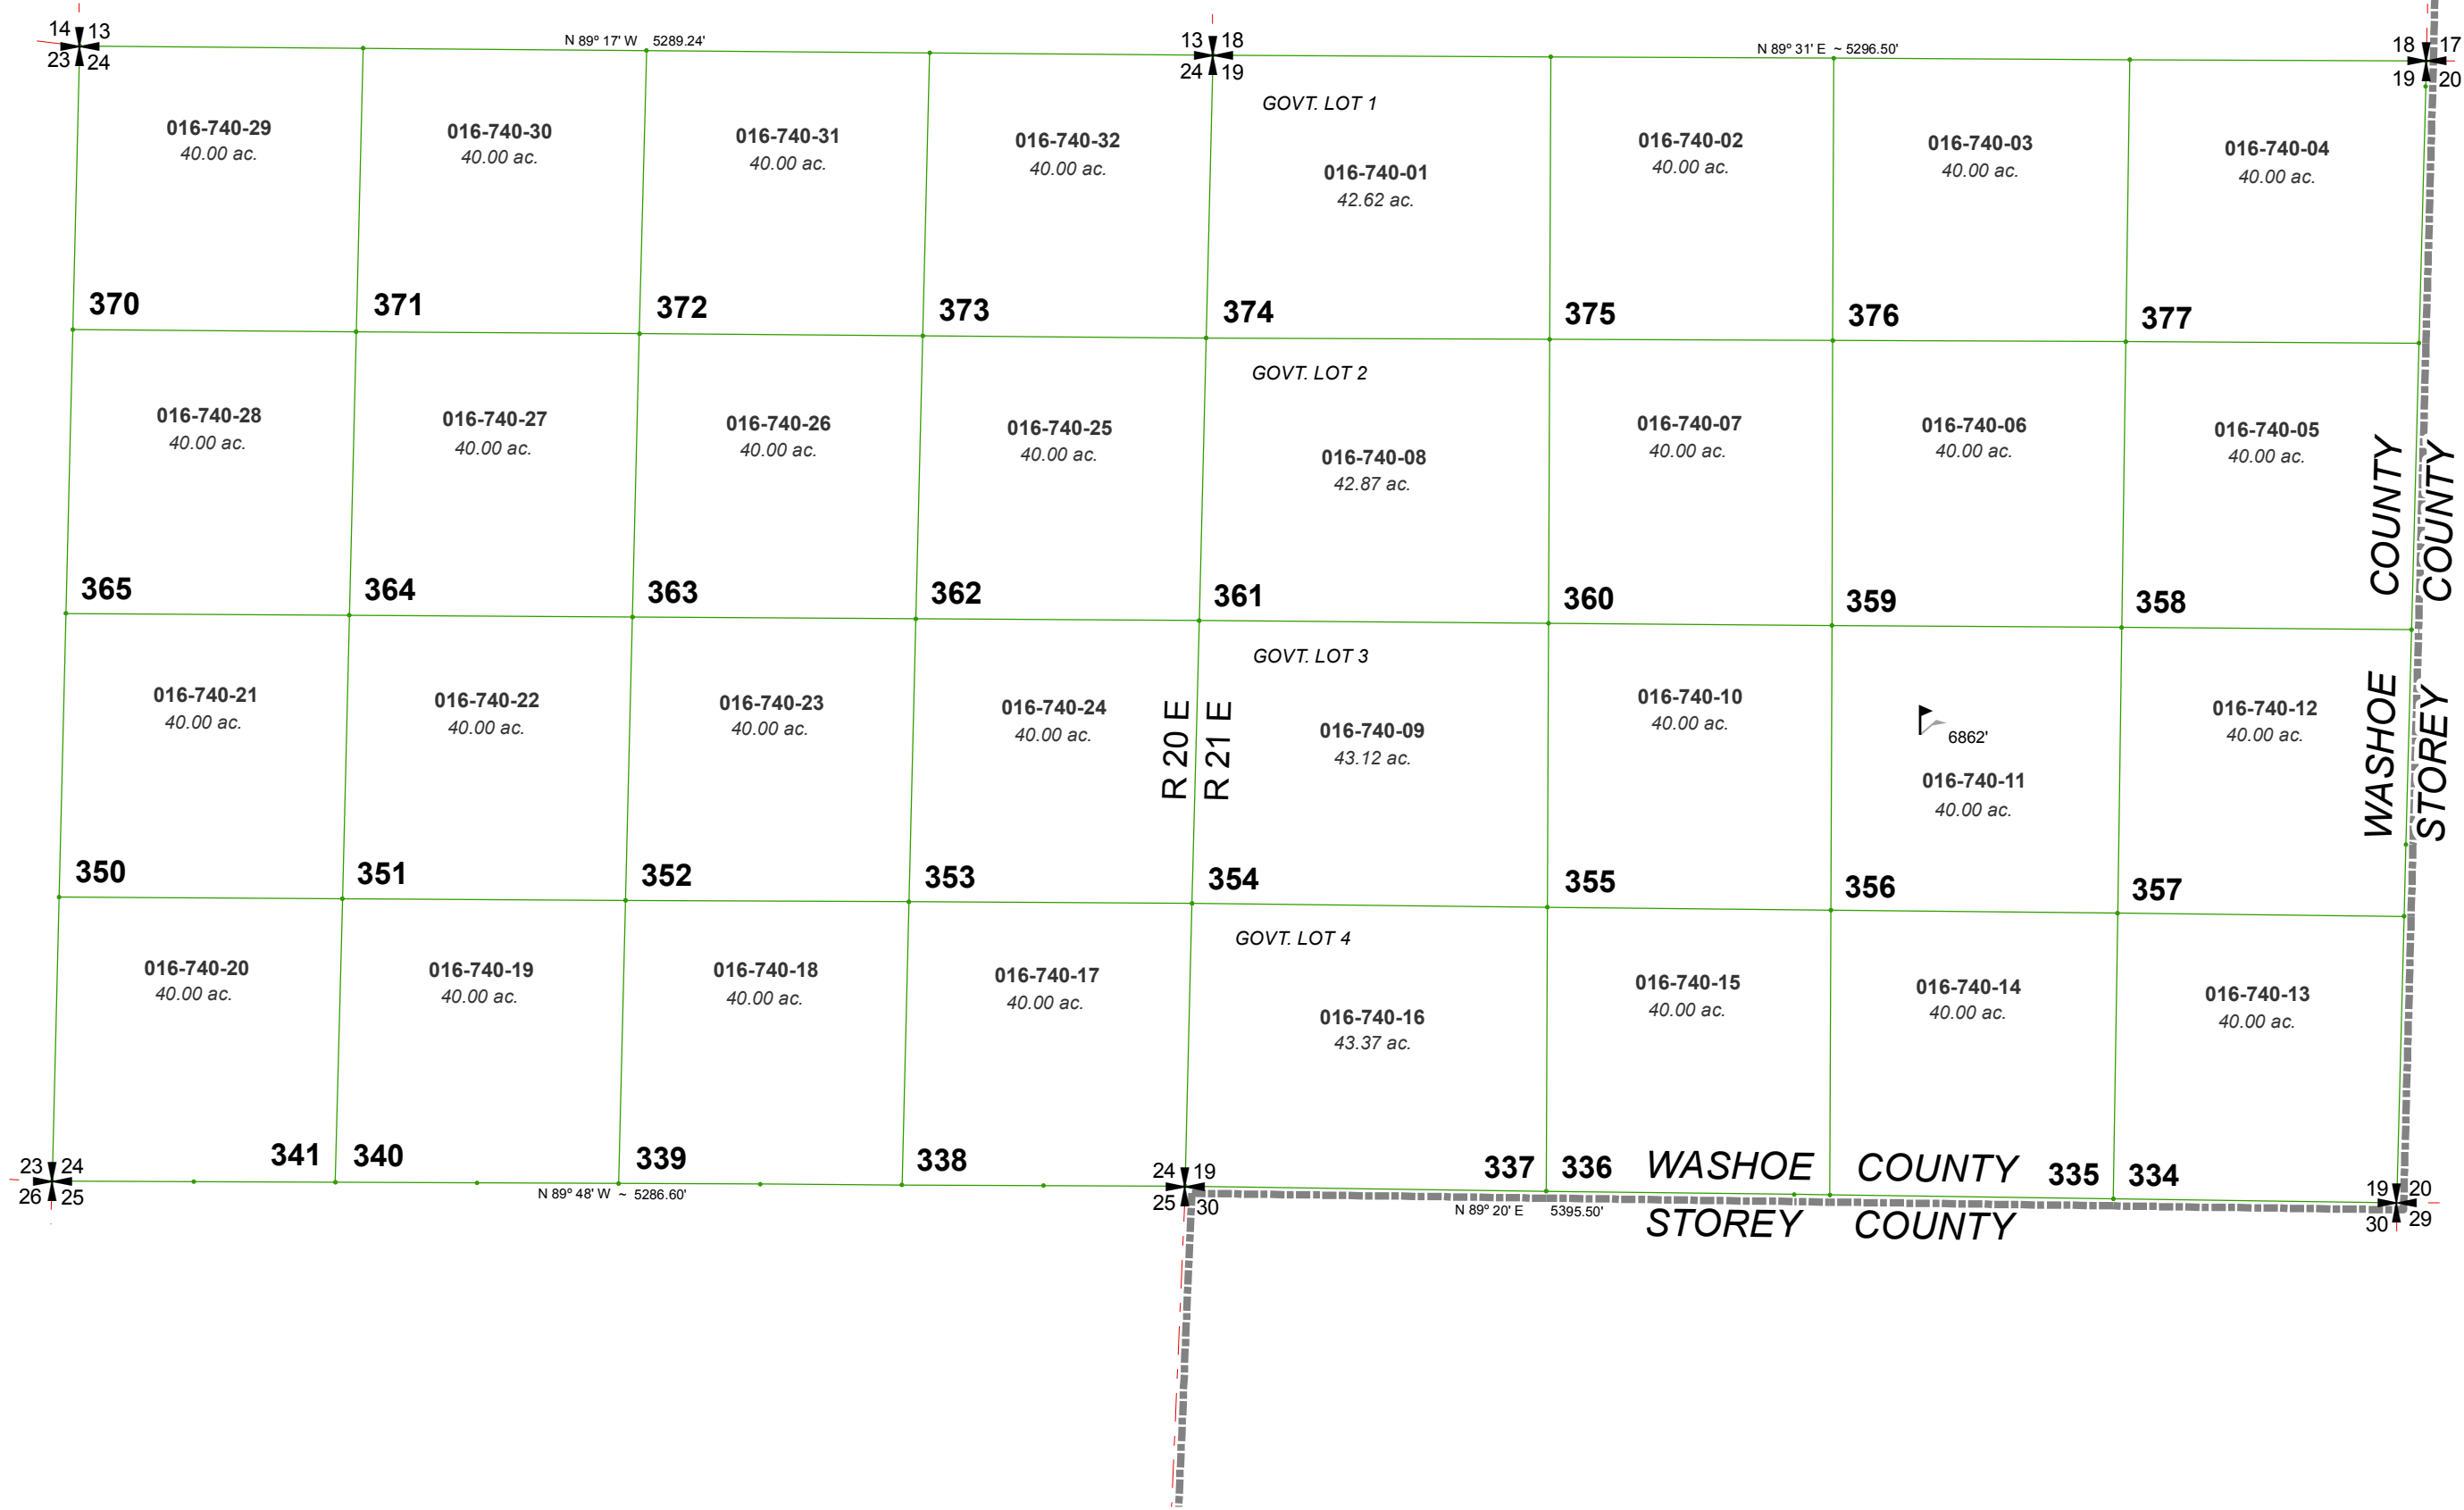 14 13
23 24
N 89º 17' W 5289.24'
13 18
24 19
N 89º 31' E ~ 5296.50'
18 17
19 20
GOVT. LOT 1
016-740-29
40.00 ac.
016-740-30
40.00 ac.
016-740-31
40.00 ac.
016-740-32
40.00 ac.
016-740-01
42.62 ac.
016-740-02
40.00 ac.
016-740-03
40.00 ac.
016-740-04
40.00 ac.
370
371
372
373
374
375
376
377
GOVT. LOT 2
016-740-28
40.00 ac.
016-740-27
40.00 ac.
016-740-26
40.00 ac.
016-740-25
40.00 ac.
016-740-08
42.87 ac.
016-740-07
40.00 ac.
016-740-06
40.00 ac.
016-740-05
40.00 ac.
365
364
363
362
361
360
359
358
WASHOE COUNTY
STOREY COUNTY
GOVT. LOT 3
016-740-21
40.00 ac.
016-740-22
40.00 ac.
016-740-23
40.00 ac.
016-740-24
40.00 ac.
R 20 E
R 21 E
016-740-09
43.12 ac.
016-740-10
40.00 ac.
6862'
016-740-11
40.00 ac.
016-740-12
40.00 ac.
350
351
352
353
354
355
356
357
GOVT. LOT 4
016-740-20
40.00 ac.
016-740-19
40.00 ac.
016-740-18
40.00 ac.
016-740-17
40.00 ac.
016-740-16
43.37 ac.
016-740-15
40.00 ac.
016-740-14
40.00 ac.
016-740-13
40.00 ac.
341
340
339
338
337
336
335
334
WASHOE COUNTY
STOREY COUNTY
23 24
26 25
N 89º 48' W ~ 5286.60'
24 19
25 30
N 89º 20' E 5395.50'
19 20
30 29